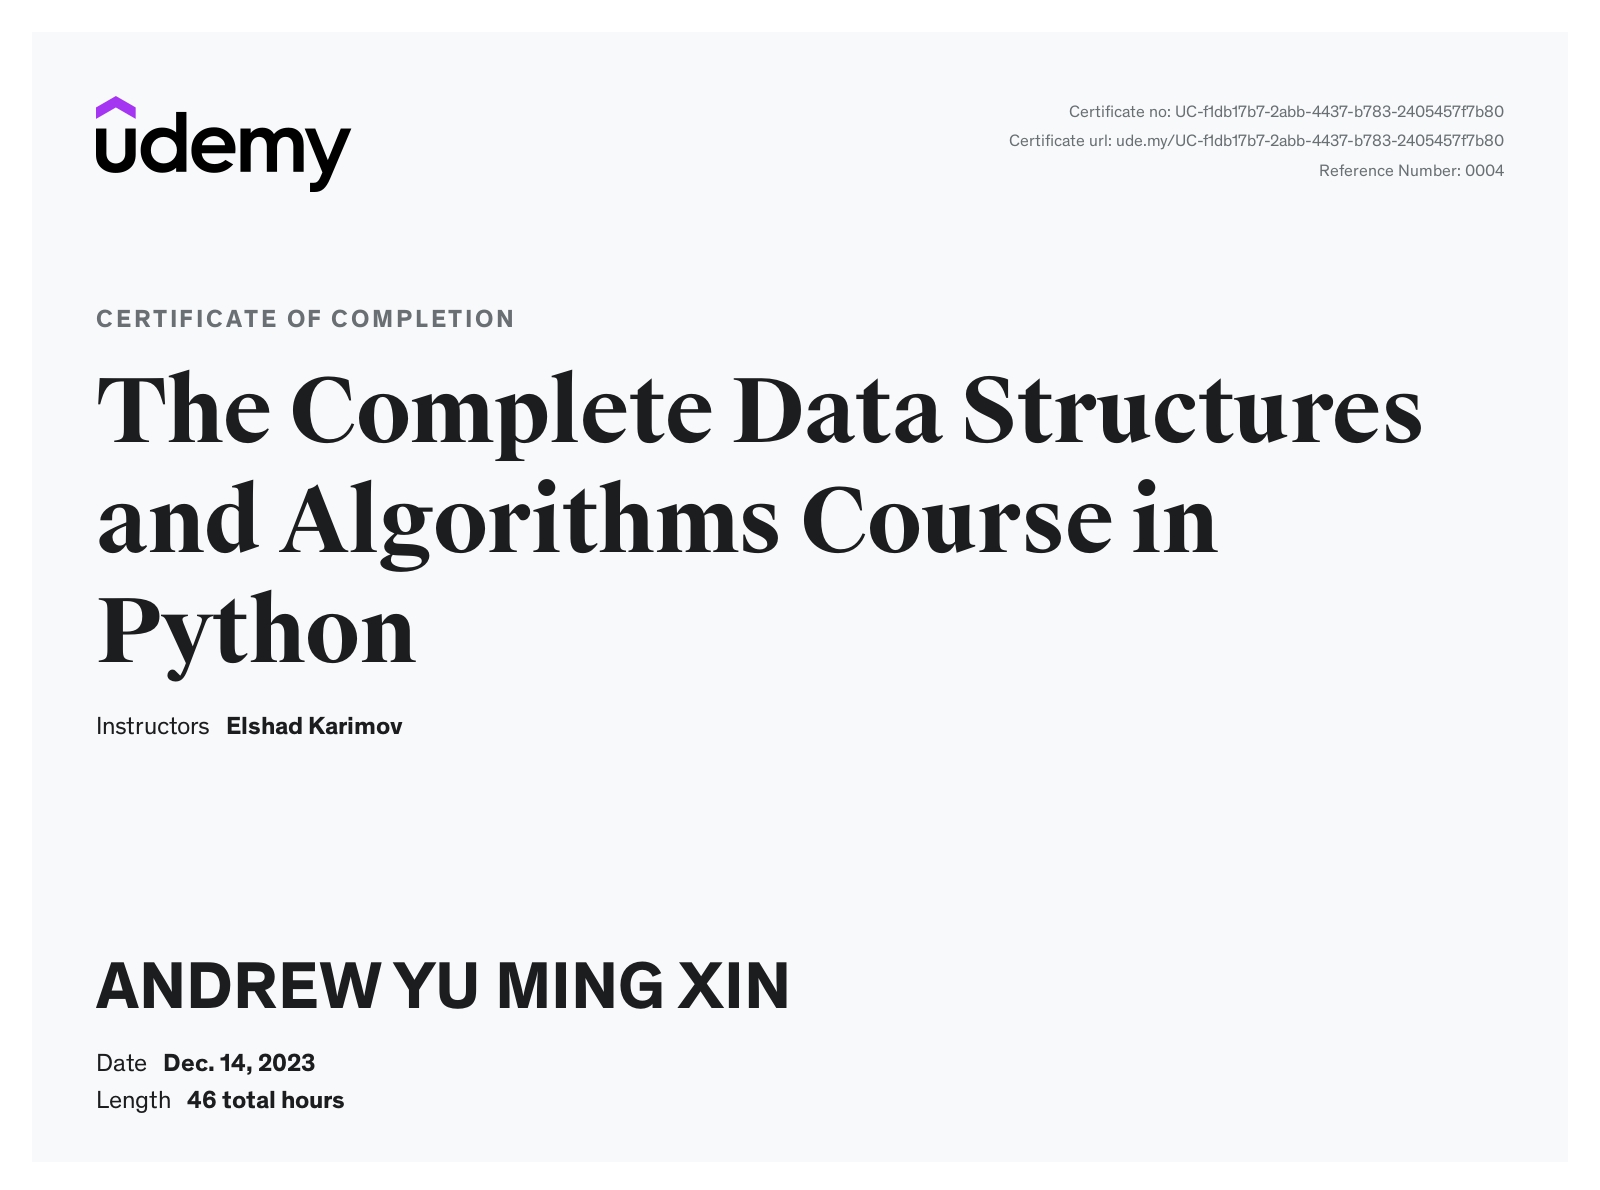 udemy
Certificate no: UC-f1db17b7-2abb-4437-b783-2405457f7b80
Certificate url: ude.my/UC-f1db17b7-2abb-4437-b783-2405457f7b80
Reference Number: 0004
CERTIFICATE OF COMPLETION
The Complete Data Structures
and Algorithms Course in
Python
Instructors Elshad Karimov
ANDREW YU MING XIN
Date Dec. 14, 2023
Length 46 total hours